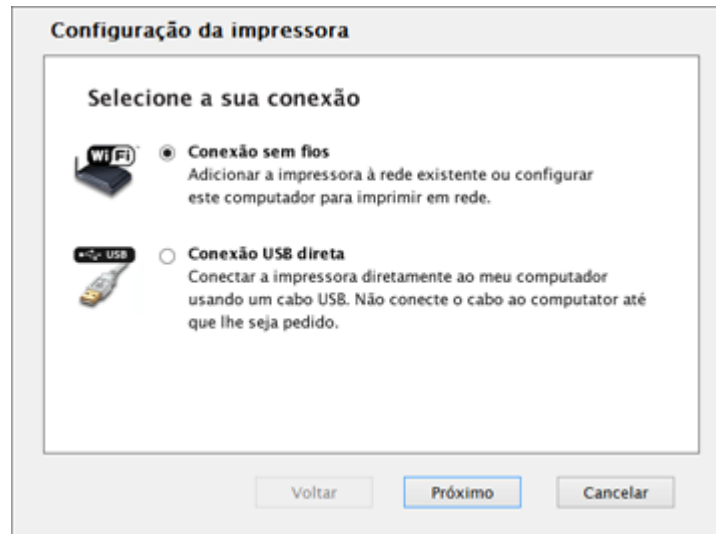 Configuração da impressora
Selecione a sua conexão
WiFi
Conexão sem fios
Adicionar a impressora à rede existente ou configurar
este computador para imprimir em rede.
USB
Conexão USB direta
Conectar a impressora diretamente ao meu computador
usando um cabo USB. Não conecte o cabo ao computator até
que lhe seja pedido.
Voltar Próximo Cancelar